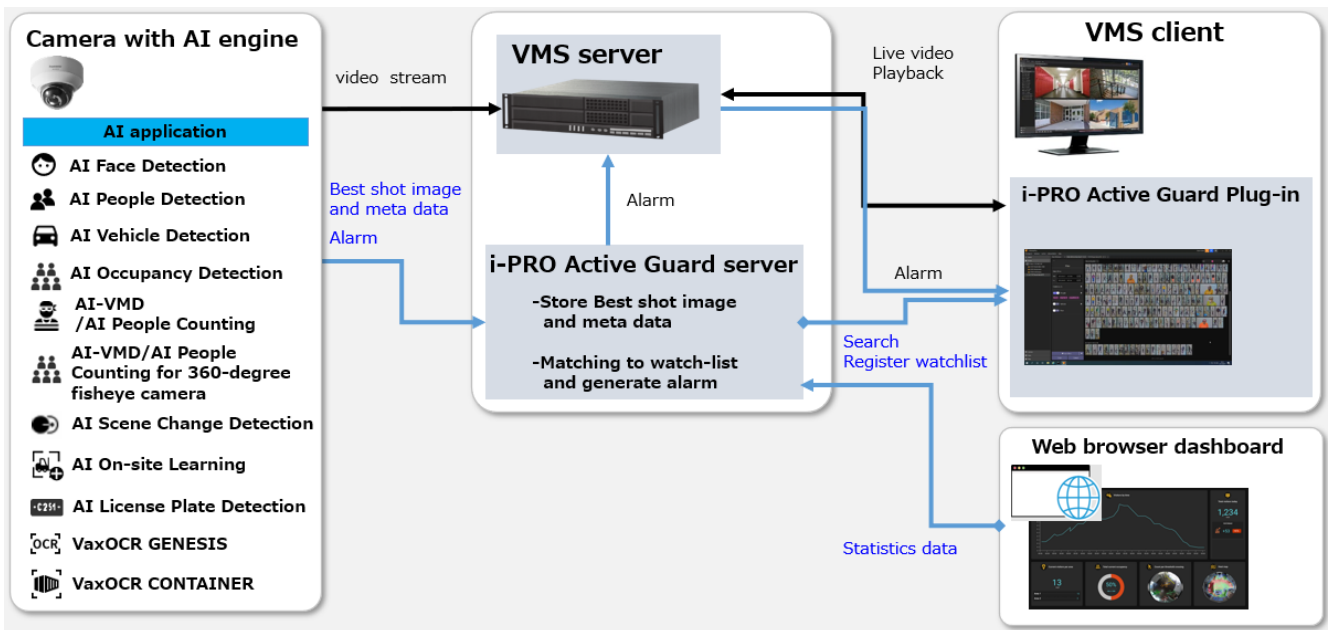 Camera with AI engine
AI application
AI Face Detection
AI People Detection
AI Vehicle Detection
AI Occupancy Detection
AI-VMD
/AI People Counting
AI-VMD/AI People
Counting for 360-degree
fisheye camera
AI Scene Change Detection
AI On-site Learning
·C251·
AI License Plate Detection
OCR
VaxOCR GENESIS
VaxOCR CONTAINER
video stream
Best shot image
and meta data
Alarm
VMS server
Alarm
i-PRO Active Guard server
-Store Best shot image
and meta data
-Matching to watch-list
and generate alarm
Live video
Playback
Alarm
Search
Register watchlist
Statistics data
VMS client
i-PRO Active Guard Plug-in
Web browser dashboard
1,234
13
50%